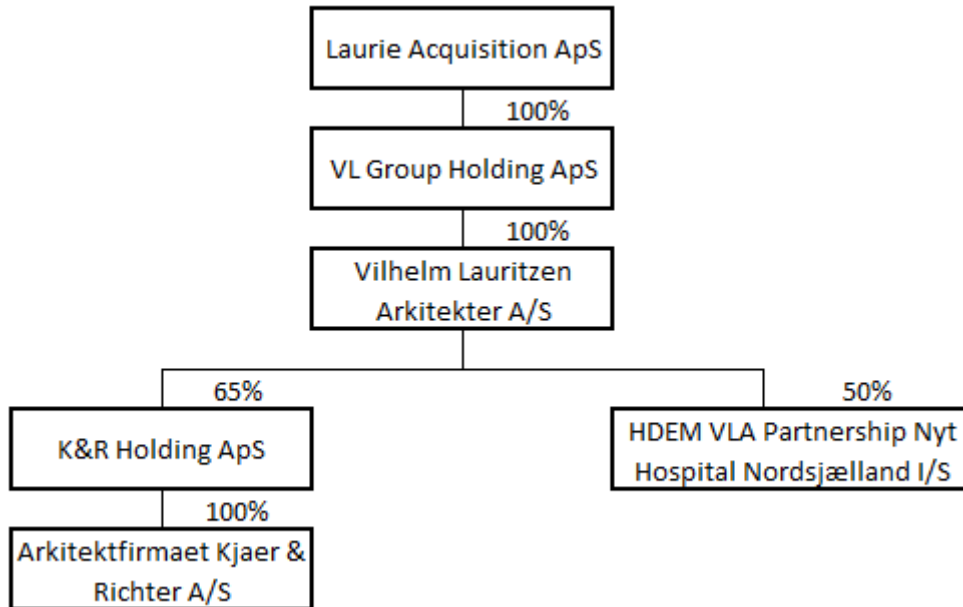 Laurie Acquisition ApS
100%
VL Group Holding ApS
100%
Vilhelm Lauritzen
Arkitekter A/S
65%
50%
K&R Holding ApS
HDEM VLA Partnership Nyt
Hospital Nordsjælland I/S
100%
Arkitektfirmaet Kjaer &
Richter A/S